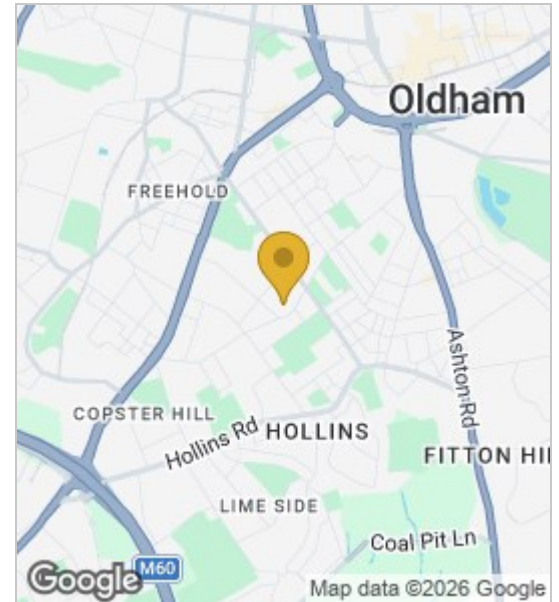 Oldham
FREEHOLD
Ashton Rd
COPSTER HILL
Hollins Rd
HOLLINS
FITTON HI
LIME SIDE
Coal Pit Ln
M60
Google
Map data ©2026 Google